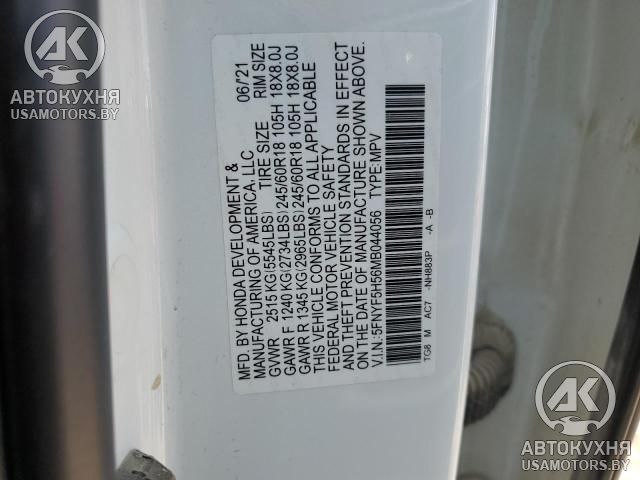 AK
АВТОКУХНЯ
USAMOTORS.BY
MFD. BY HONDA DEVELOPMENT & 06/'21
MANUFACTURING OF AMERICA, LLC
TIRE SIZE RIM SIZE
GVWR 2515KG(5545LBS)
GAWR F 1240 KG(2734LBS) 245/60R18 105H 18X8.0J
GAWR R 1345 KG(2965LBS) 245/60R18 105H 18X8.0J
THIS VEHICLE CONFORMS TO ALL APPLICABLE
FEDERAL MOTOR VEHICLE SAFETY
AND THEFT PREVENTION STANDARDS IN EFFECT
ON THE DATE OF MANUFACTURE SHOWN ABOVE.
V.I.N.:5FNYF5H56MB044056 TYPE:MPV
TG8 M AC7 -NH883P -A -B
AK
АВТОКУХНЯ
USAMOTORS.BY